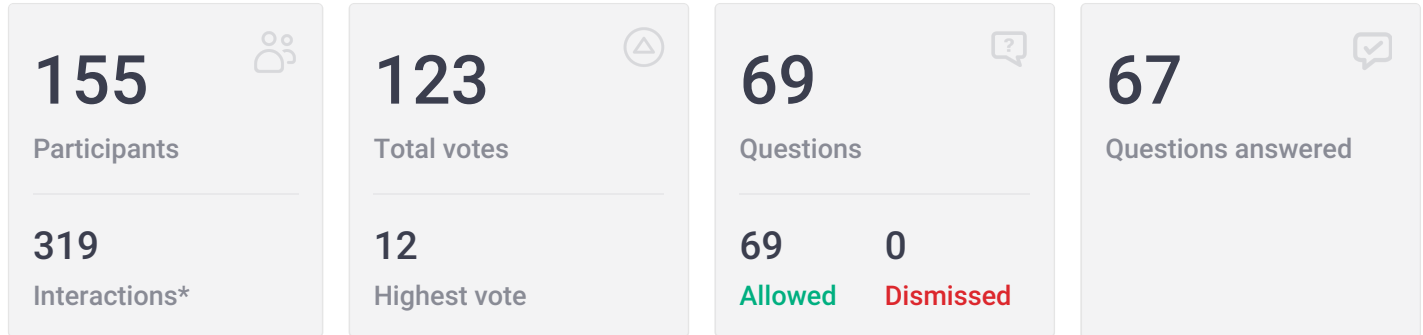 155
Participants
319
Interactions*
123
Total votes
12
Highest vote
?
69
Questions
69 0
Allowed Dismissed
67
Questions answered